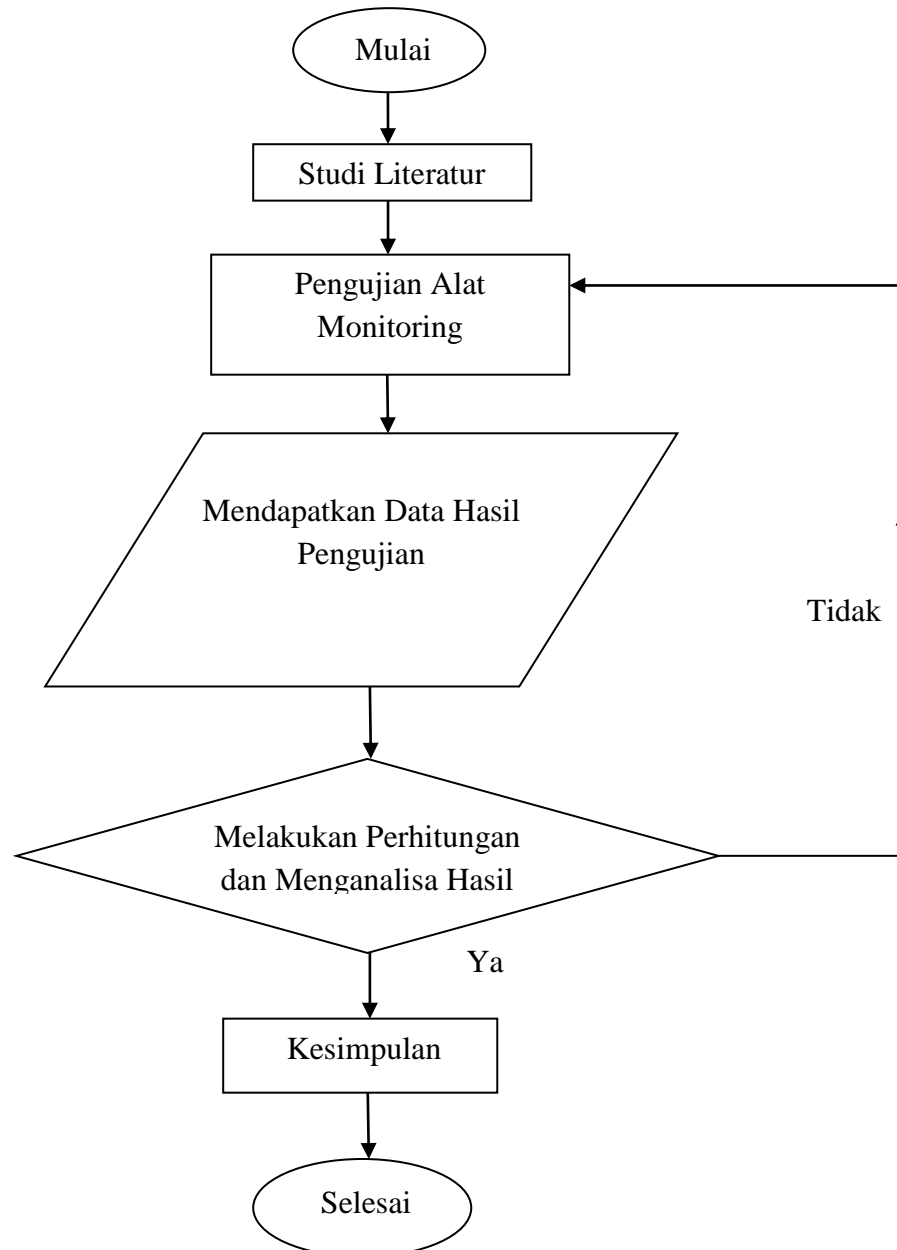 Mulai
Studi Literatur
Pengujian Alat
Monitoring
Mendapatkan Data Hasil
Pengujian
Tidak
Melakukan Perhitungan
dan Menganalisa Hasil
Ya
Kesimpulan
Selesai